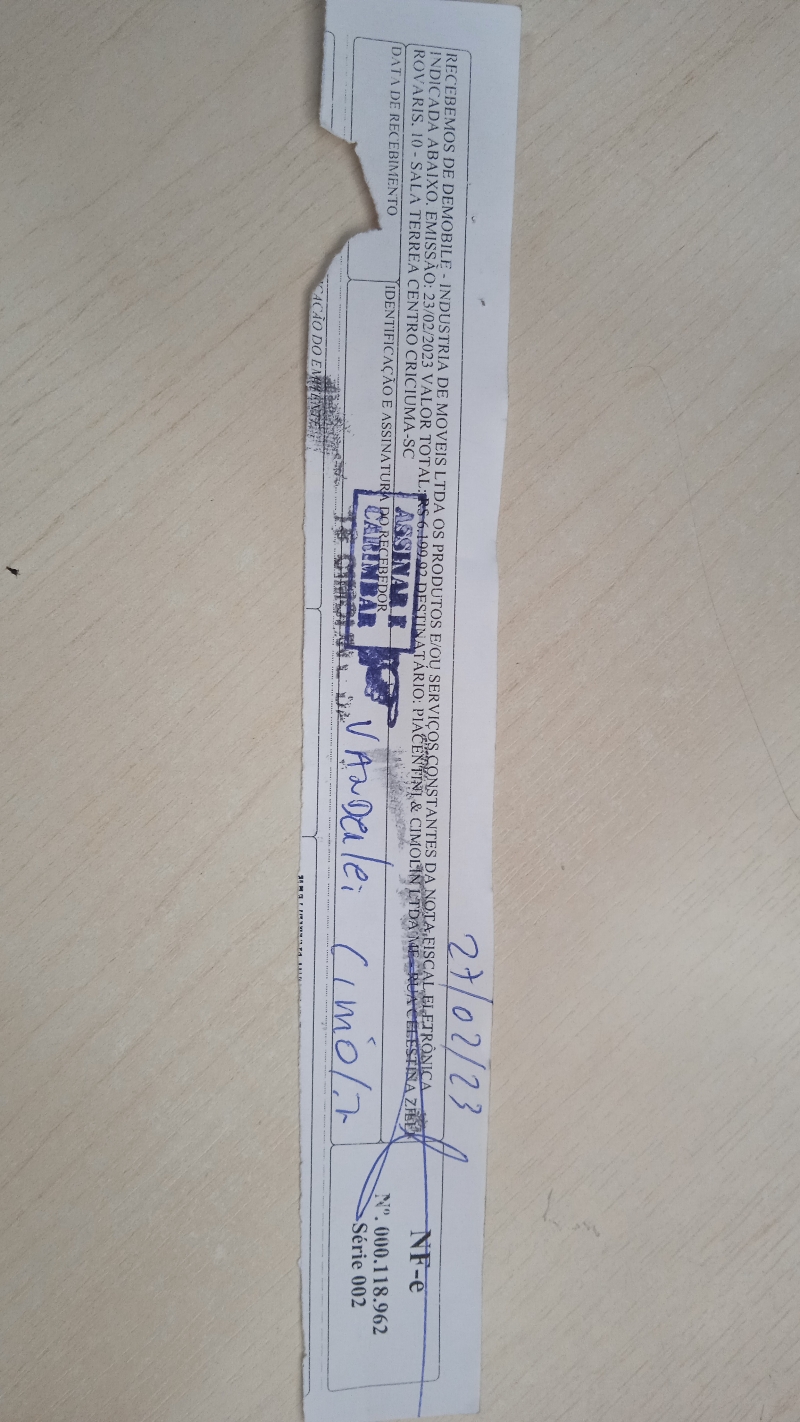 27/02/23
RECEBEMOS DE DEMOBILE - INDUSTRIA DE MOVEIS LTDA OS PRODUTOS E/OU SERVIÇOS CONSTANTES DA NOTA FISCAL ELETRÔNICA
INDICADA ABAIXO. EMISSÃO: 23/02/2023 VALOR TOTAL: R$ 6.199,92 DESTINATÁRIO: PIACENTINI & CIMOLIN LTDA ME - RUA CELESTINA ZILLI
ROVARIS, 10 - SALA TERREA CENTRO CRICIUMA-SC
DATA DE RECEBIMENTO
IDENTIFICAÇÃO E ASSINATURA DO RECEBEDOR
ASSINAR E
CARIMBAR
VAnDeRlei Cimolin
NF-e
Nº. 000.118.962
Série 002
CAÇÃO DO EMITENTE